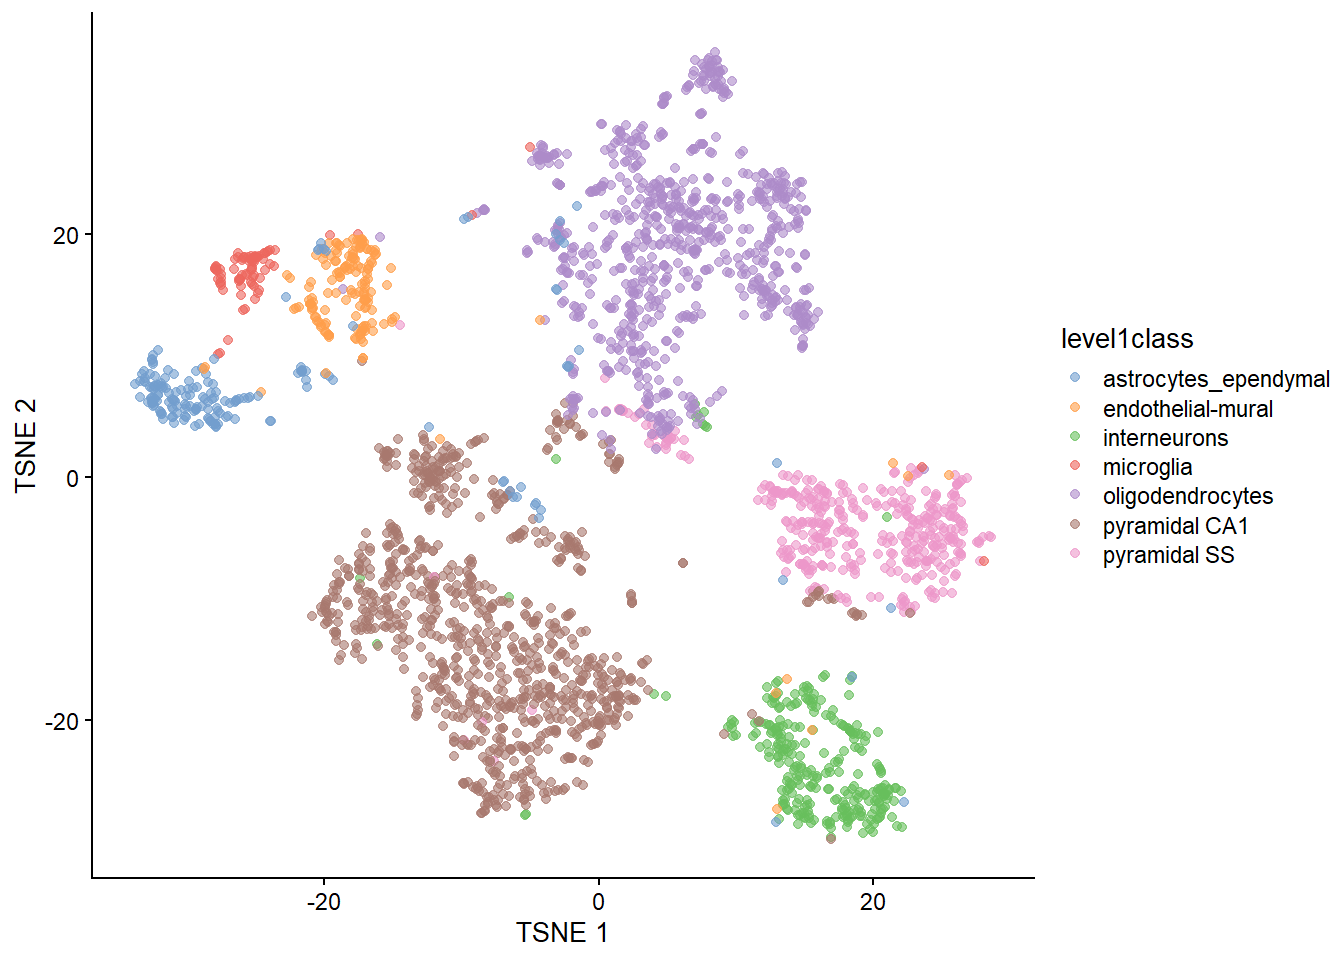 20
0
-20
TSNE 2
-20
0
20
TSNE 1
level1class
astrocytes_ependymal
endothelial-mural
interneurons
microglia
oligodendrocytes
pyramidal CA1
pyramidal SS